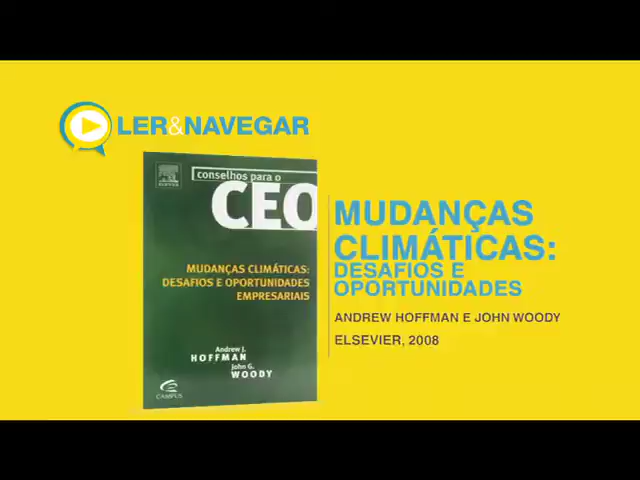 LER&NAVEGAR
ELSEVIER
conselhos para o
CEO
MUDANÇAS CLIMÁTICAS:
DESAFIOS E OPORTUNIDADES
EMPRESARIAIS
Andrew J.
HOFFMAN
John G.
WOODY
CAMPUS
MUDANÇAS
CLIMÁTICAS:
DESAFIOS E
OPORTUNIDADES
ANDREW HOFFMAN E JOHN WOODY
ELSEVIER, 2008